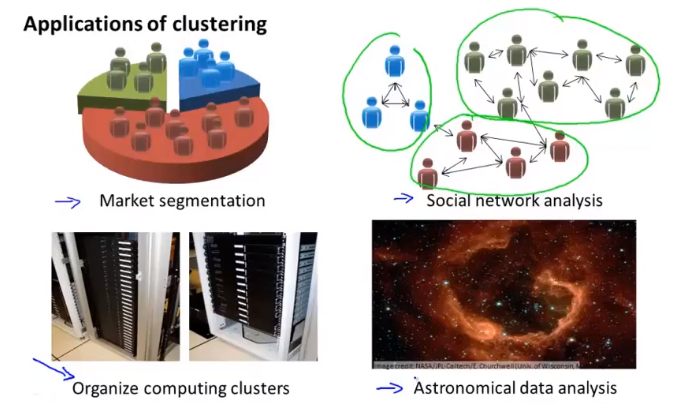 Applications of clustering
Market segmentation
Social network analysis
Organize computing clusters
Image credit: NASA/JPL-Caltech/E. Churchwell (Univ. of Wisconsin,
Astronomical data analysis